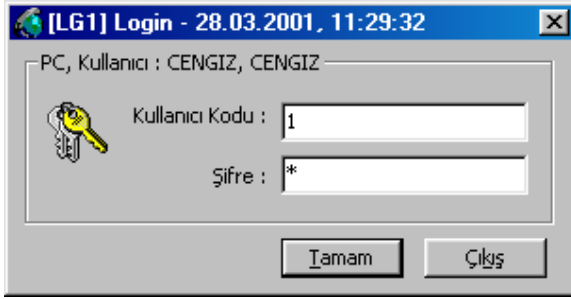 [LG1] Login - 28.03.2001, 11:29:32
PC, Kullanıcı : CENGIZ, CENGIZ
Kullanıcı Kodu : 1
Şifre : *
Tamam Çıkış